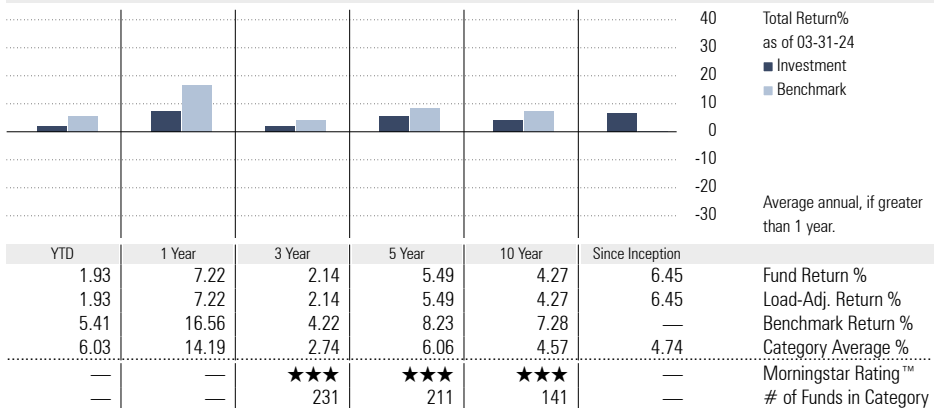 40 Total Return%
30 as of 03-31-24
20 ■ Investment
10 ■ Benchmark
0
-10
-20
-30 Average annual, if greater
than 1 year.
YTD 1 Year 3 Year 5 Year 10 Year Since Inception
1.93 7.22 2.14 5.49 4.27 6.45 Fund Return %
1.93 7.22 2.14 5.49 4.27 6.45 Load-Adj. Return %
5.41 16.56 4.22 8.23 7.28 — Benchmark Return %
6.03 14.19 2.74 6.06 4.57 4.74 Category Average %
— — ★★★ ★★★ ★★★ — Morningstar Rating™
— — 231 211 141 — # of Funds in Category